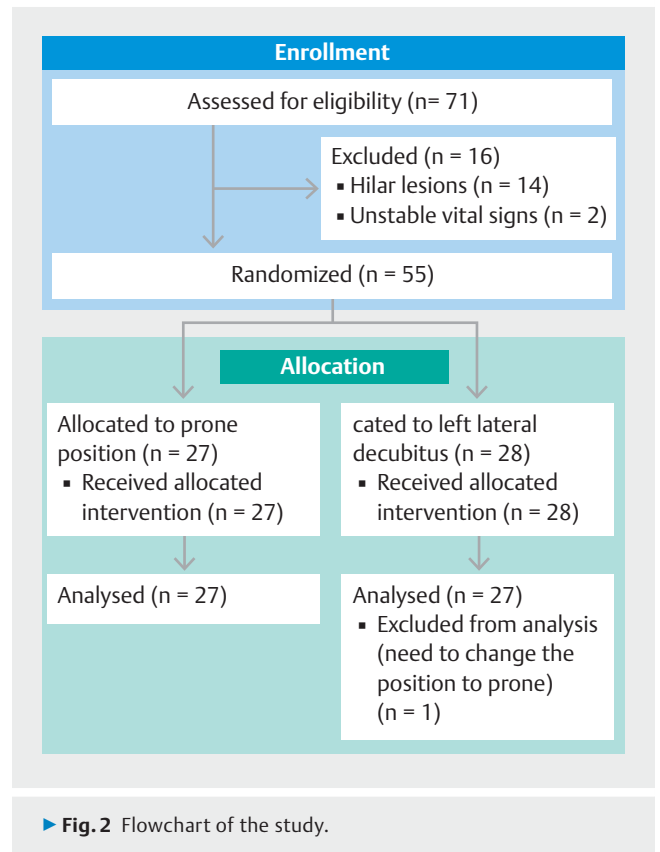 Enrollment
Assessed for eligibility (n= 71)
Excluded (n = 16)
▪ Hilar lesions (n = 14)
▪ Unstable vital signs (n = 2)
Randomized (n = 55)
Allocation
Allocated to prone
position (n = 27)
▪ Received allocated
intervention (n = 27)
cated to left lateral
decubitus (n = 28)
▪ Received allocated
intervention (n = 28)
Analysed (n = 27)
Analysed (n = 27)
▪ Excluded from analysis
(need to change the
position to prone)
(n = 1)
▶ Fig. 2 Flowchart of the study.